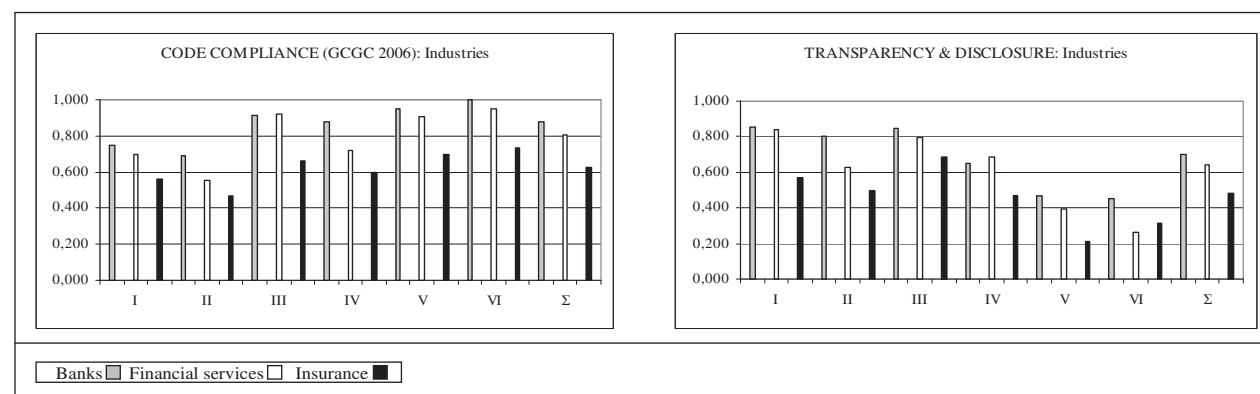 CODE COMPLIANCE (GCGC 2006): Industries
1,000
0,800
0,600
0,400
0,200
0,000
I II III IV V VI Σ
TRANSPARENCY & DISCLOSURE: Industries
1,000
0,800
0,600
0,400
0,200
0,000
I II III IV V VI Σ
Banks Financial services Insurance